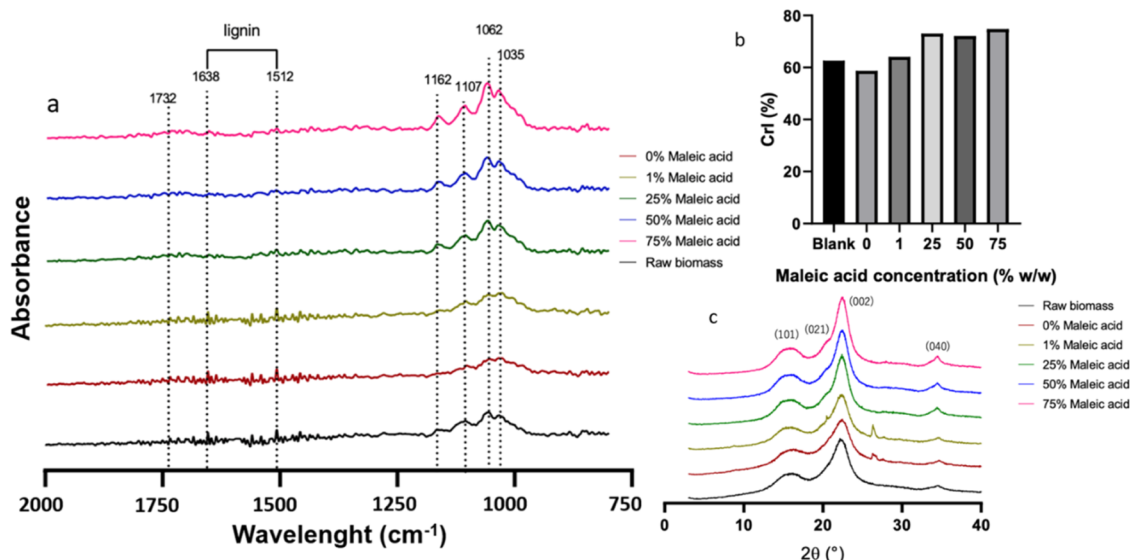 a
lignin
1732
1638
1512
1162
1107
1062
1035
0% Maleic acid
1% Maleic acid
25% Maleic acid
50% Maleic acid
75% Maleic acid
Raw biomass
Absorbance
2000 1750 1500 1250 1000 750
Wavelenght (cm-1)
b
CrI (%)
80
60
40
20
0
Blank 0 1 25 50 75
Maleic acid concentration (% w/w)
c
(101)
(021)
(002)
(040)
Raw biomass
0% Maleic acid
1% Maleic acid
25% Maleic acid
50% Maleic acid
75% Maleic acid
0 10 20 30 40
2θ (°)